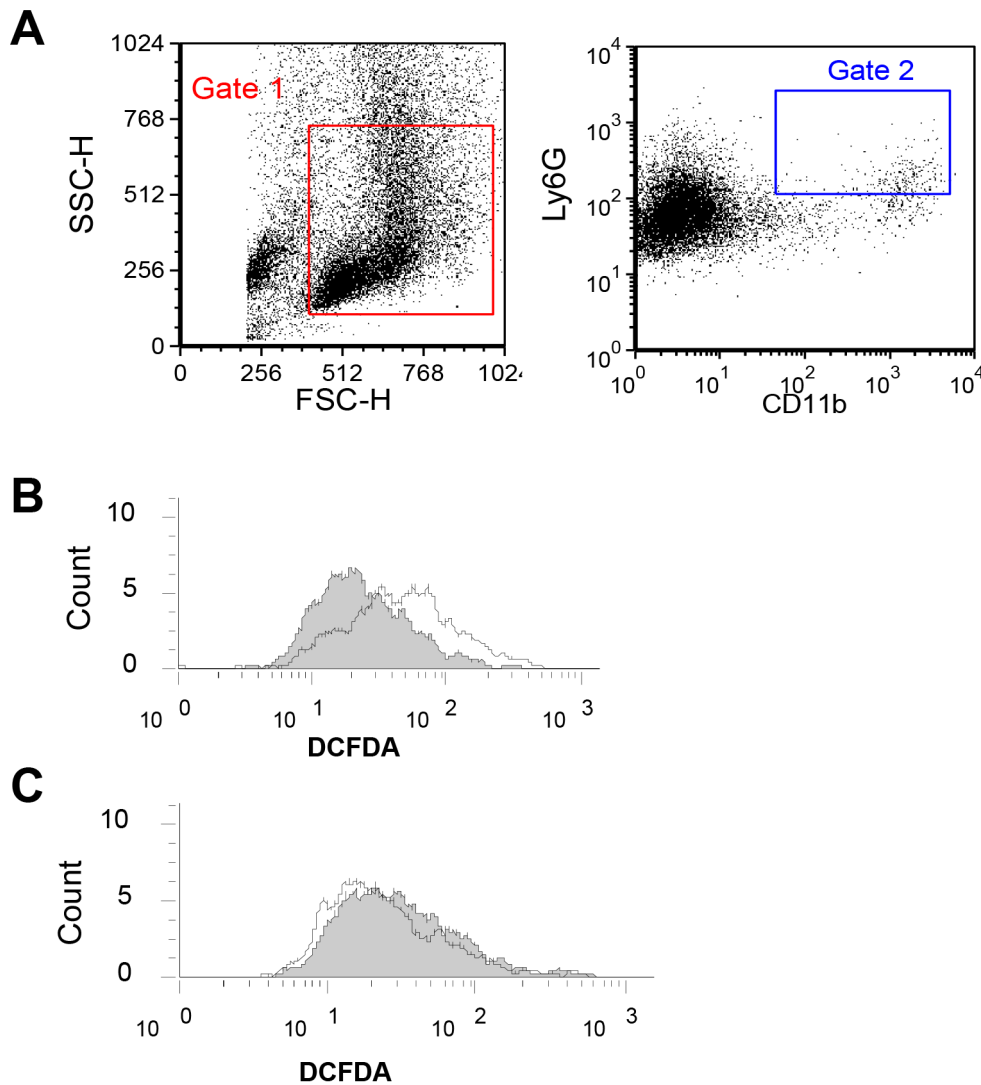 A
1024
768
512
256
0
SSC-H
Gate 1
0 256 512 768 1024
FSC-H
10^4
10^3
10^2
10^1
10^0
Ly6G
Gate 2
10^0 10^1 10^2 10^3 10^4
CD11b
B
10
5
0
Count
10^0 10^1 10^2 10^3
DCFDA
C
10
5
0
Count
10^0 10^1 10^2 10^3
DCFDA